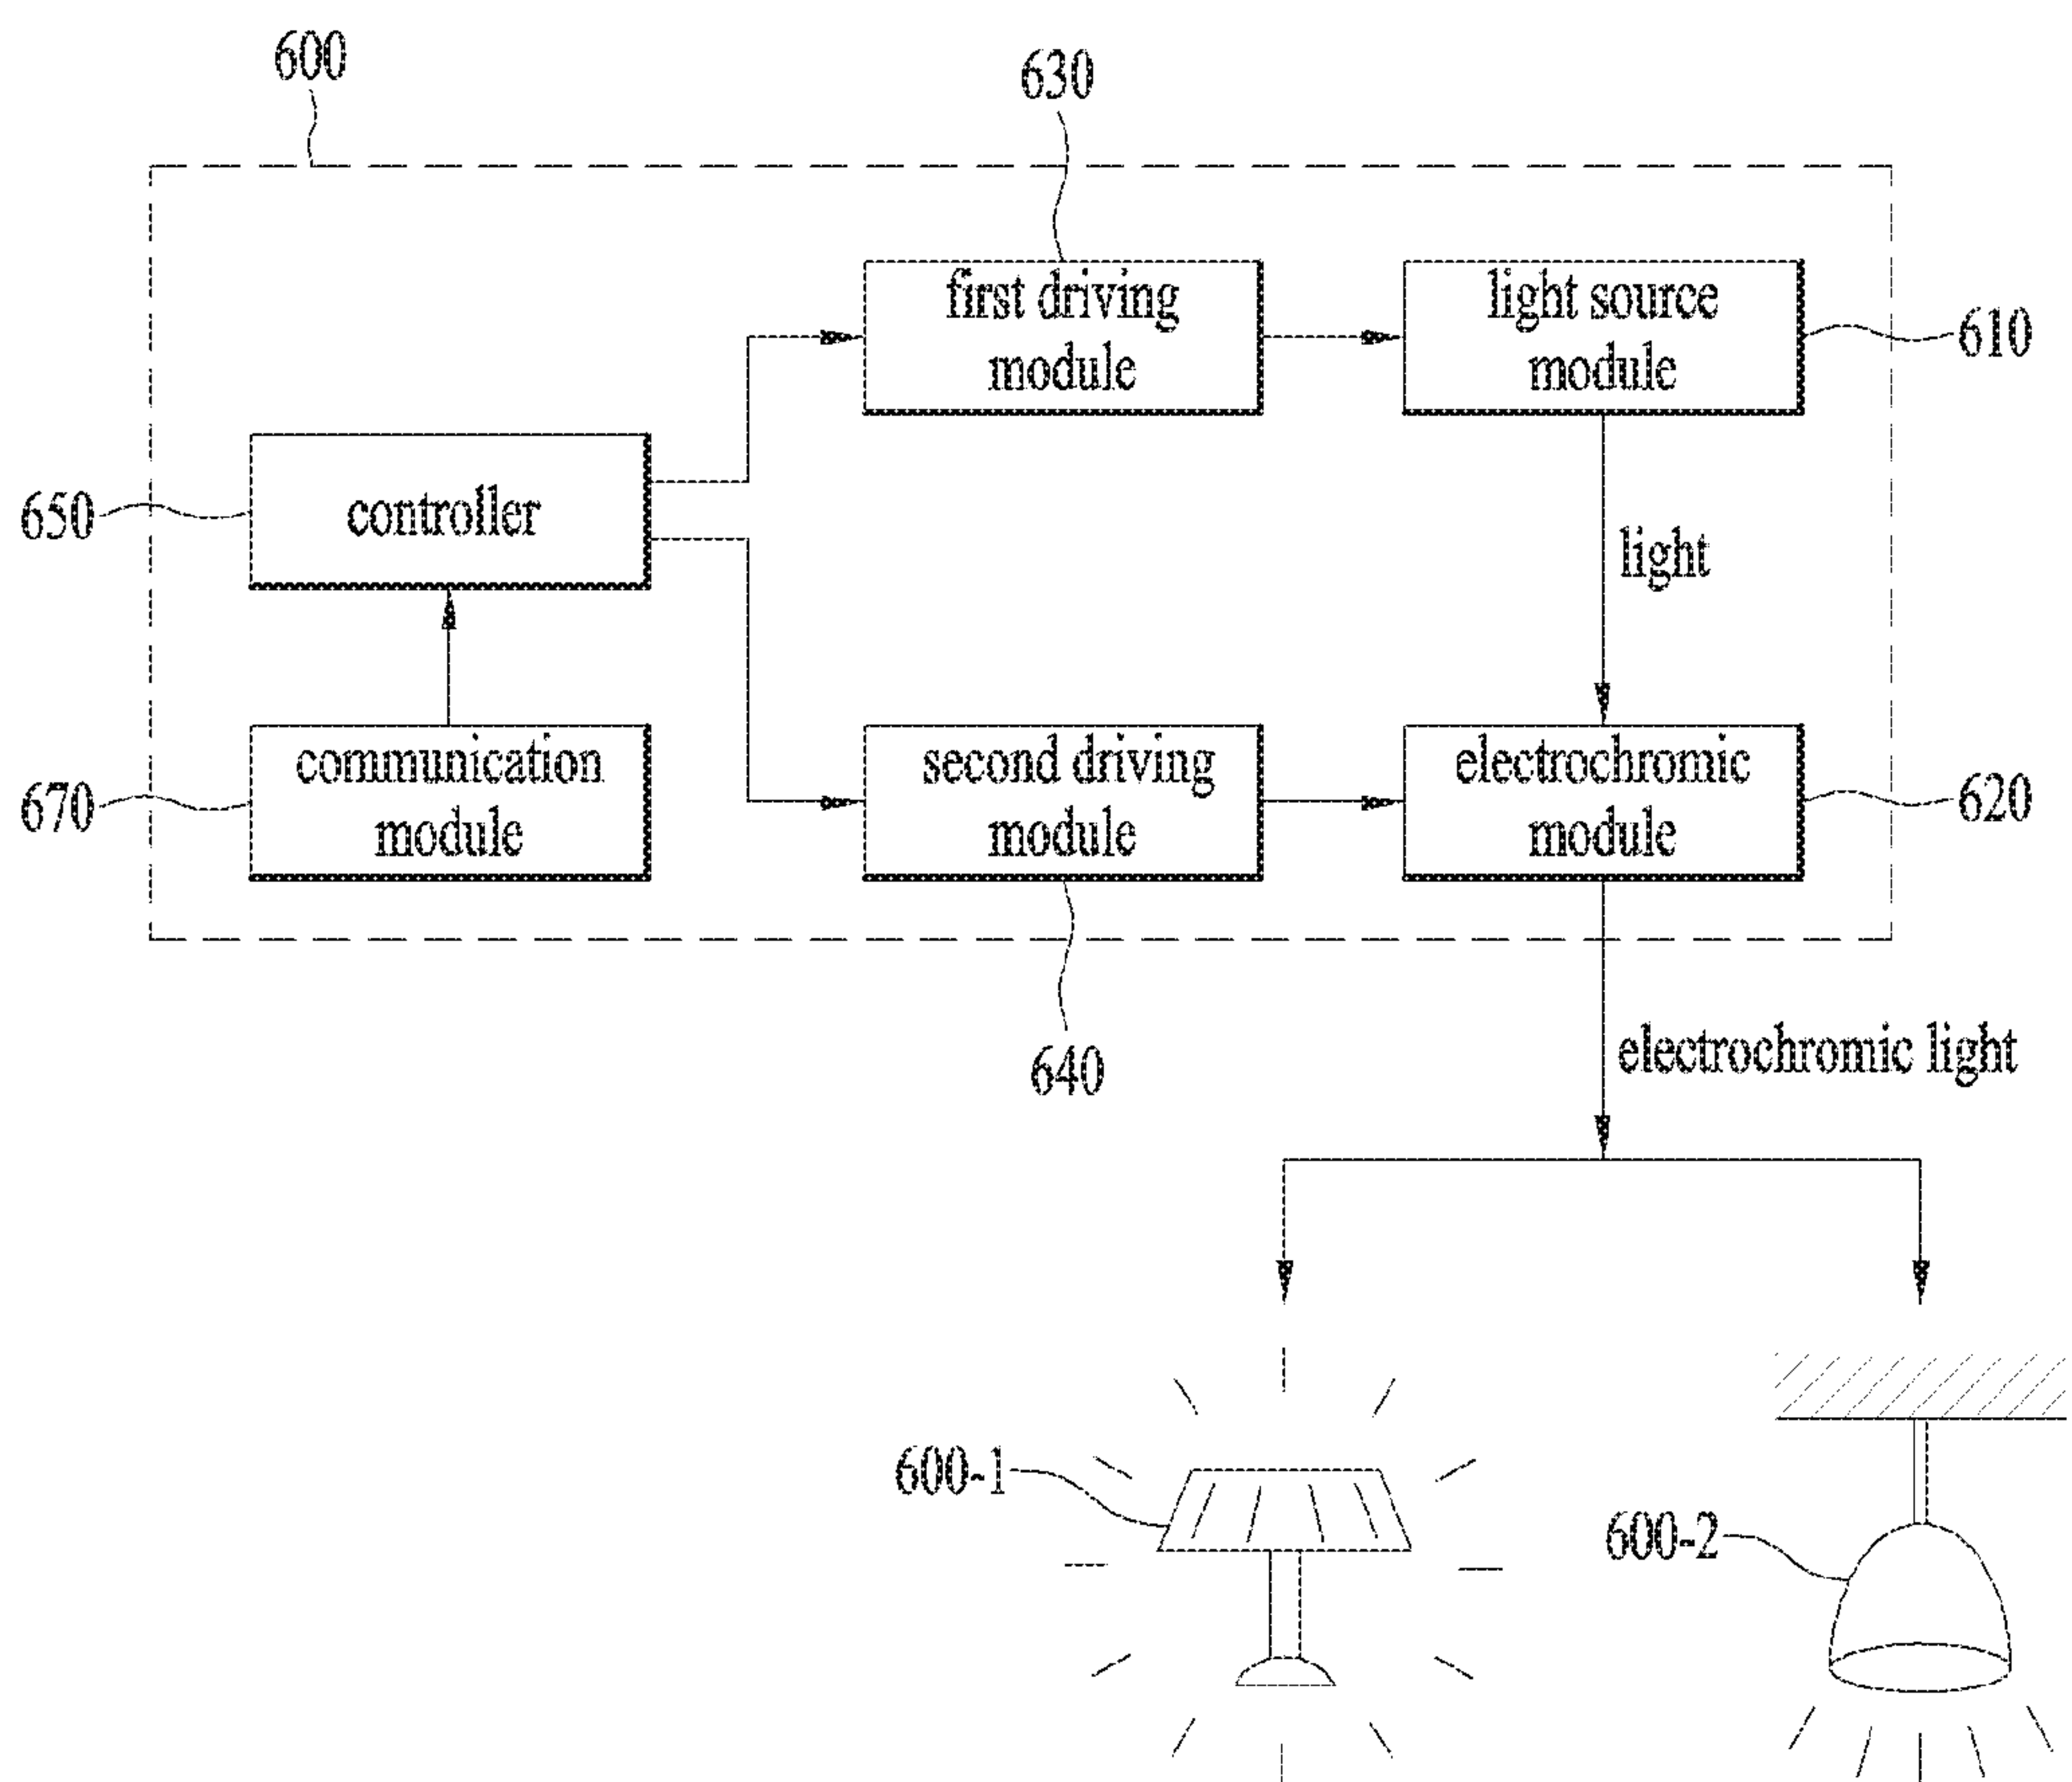 600
630
first driving
module
light source
module
610
650
controller
light
communication
module
670
second driving
module
electrochromic
module
620
640
electrochromic light
600-1
600-2